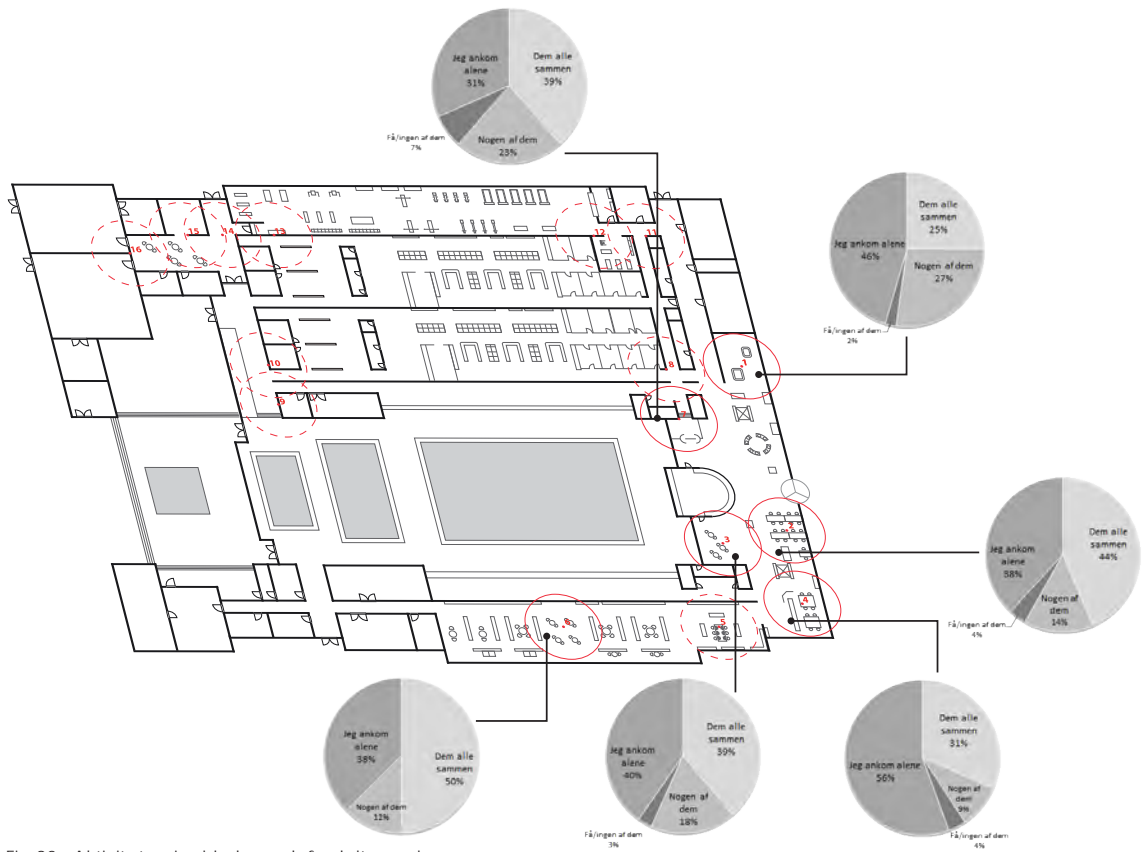 Jeg ankom
alene
31%
Dem alle
sammen
39%
Få/ingen af dem
7%
Nogen af dem
23%
Dem alle
sammen
25%
Jeg ankom alene
46%
Nogen af dem
27%
Få/ingen af dem
2%
16
15
14
13
12
11
10
9
8
7
1
2
3
4
5
6
Jeg ankom
alene
38%
Dem alle
sammen
44%
Nogen af
dem
14%
Få/ingen af dem
4%
Jeg ankom
alene
38%
Dem alle
sammen
50%
Nogen af dem
12%
Jeg ankom
alene
40%
Dem alle
sammen
39%
Nogen af
dem
18%
Få/ingen af dem
3%
Jeg ankom alene
56%
Dem alle
sammen
31%
Nogen af
dem
9%
Få/ingen af dem
4%